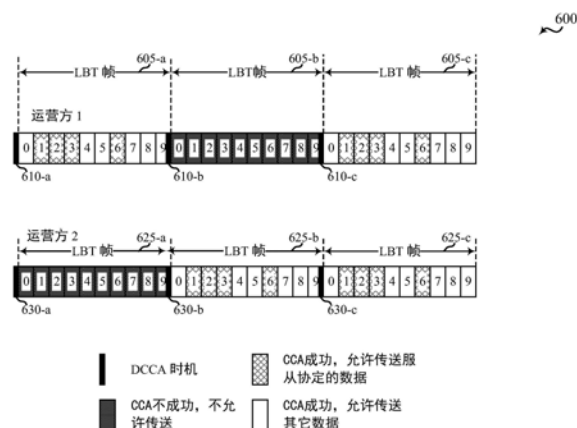 600
605-a 605-b 605-c
LBT 帧 LBT帧 LBT 帧
运营方 1
0 1 2 3 4 5 6 7 8 9 0 1 2 3 4 5 6 7 8 9 0 1 2 3 4 5 6 7 8 9
610-a 610-b 610-c
运营方 2
625-a 625-b 625-c
LBT 帧 LBT 帧 LBT 帧
0 1 2 3 4 5 6 7 8 9 0 1 2 3 4 5 6 7 8 9 0 1 2 3 4 5 6 7 8 9
630-a 630-b 630-c
DCCA 时机
CCA成功，允许传送服
从协定的数据
CCA不成功，不允
许传送
CCA成功，允许传送
其它数据